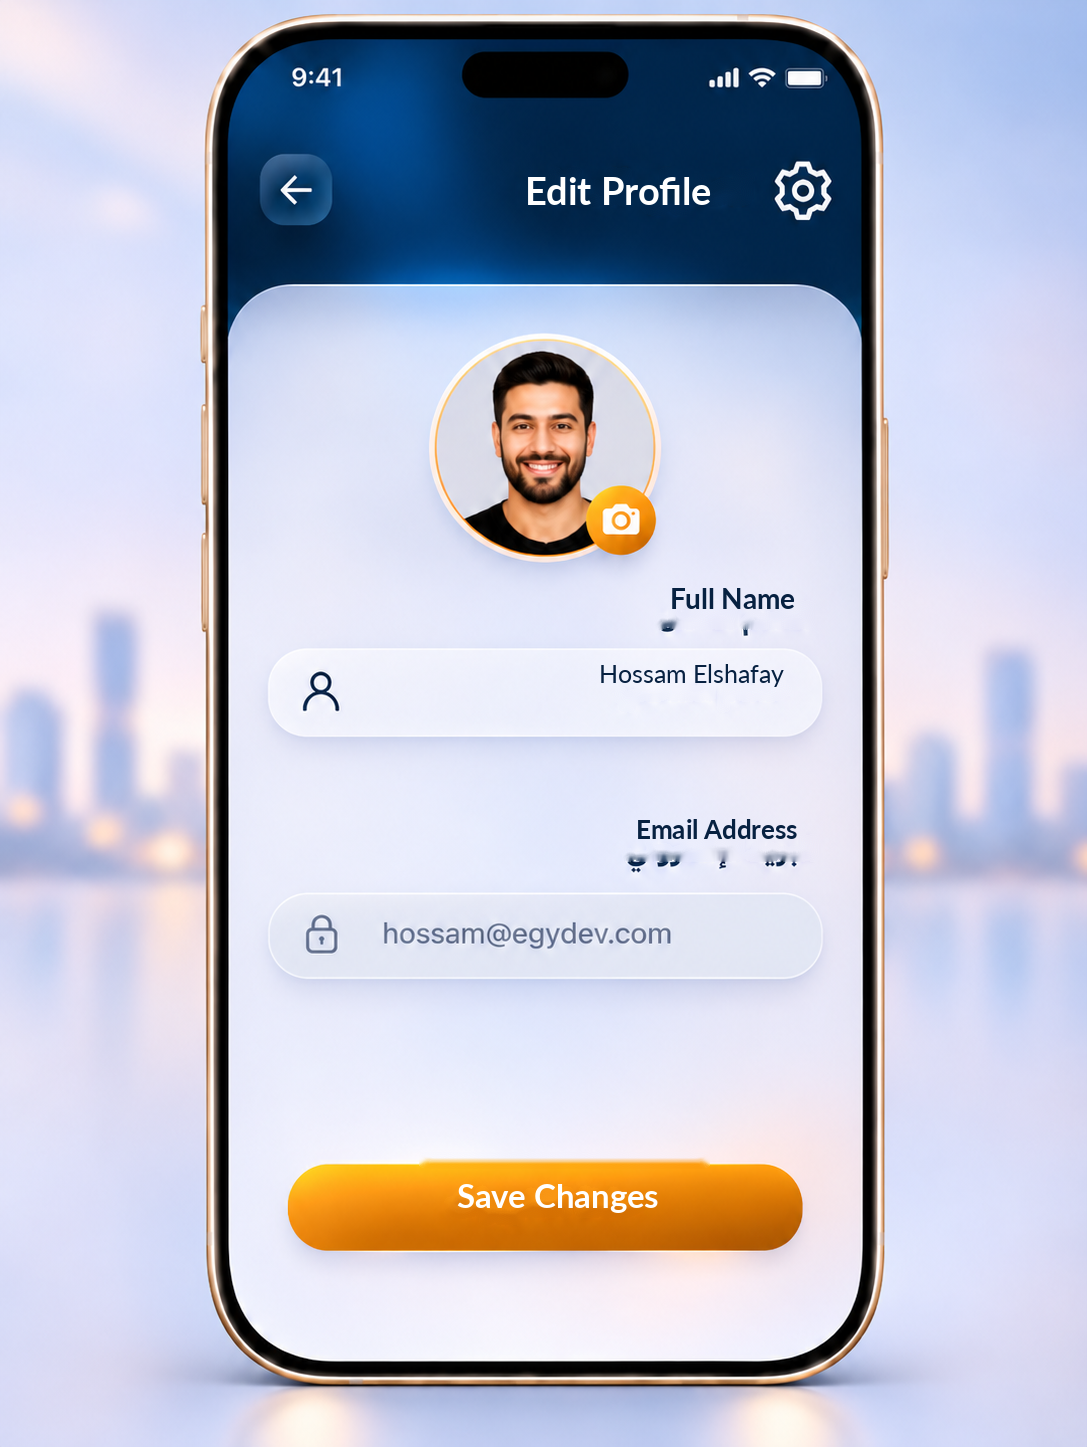 9:41
Edit Profile
Full Name
Hossam Elshafay
Email Address
hossam@egydev.com
Save Changes